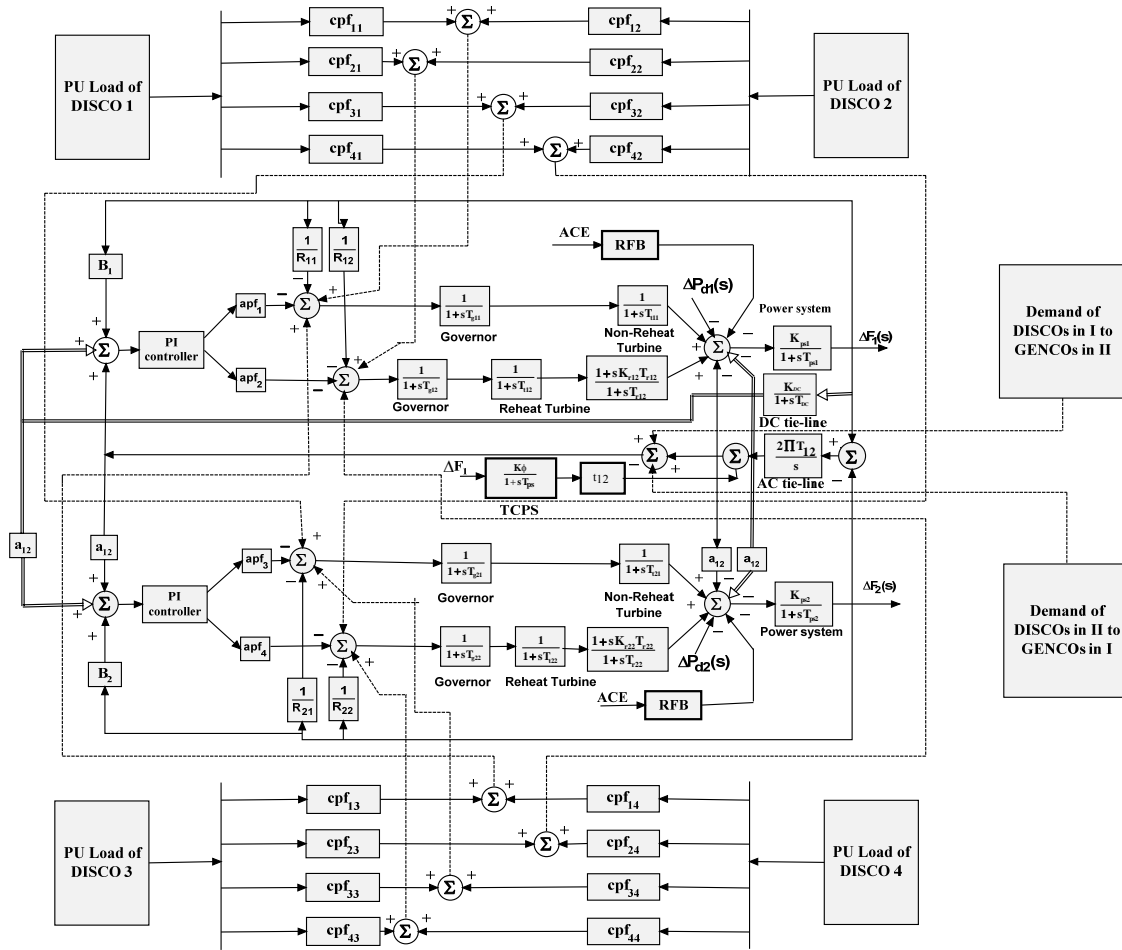 cpf11
cpf12
PU Load of
DISCO 1
cpf21
cpf22
PU Load of
DISCO 2
cpf31
cpf32
cpf41
cpf42
ACE
RFB
1
R11
1
R12
B1
ΔPd1(s)
Demand of
DISCOs in I to
GENCOs in II
apf1
1
1+sTg11
1
1+sTt11
Power system
Governor
Non-Reheat
Turbine
PI
controller
Kps1
1+sTps1
ΔF1(s)
apf2
1
1+sTg12
1
1+sTt12
1+sKr12Tr12
1+sTr12
Governor
Reheat Turbine
KDC
1+sTDC
DC tie-line
2ΠT12
s
AC tie-line
ΔF1
Kϕ
1+sTps
t12
TCPS
a12
a12
a12
a12
apf3
1
1+sTg21
1
1+sTt21
Governor
Non-Reheat
Turbine
PI
controller
Kps2
1+sTps2
ΔF2(s)
Power system
Demand of
DISCOs in II to
GENCOs in I
apf4
1
1+sTg22
1
1+sTt22
1+sKr22Tr22
1+sTr22
Governor
Reheat Turbine
ΔPd2(s)
B2
1
R21
1
R22
ACE
RFB
cpf13
cpf14
PU Load of
DISCO 3
cpf23
cpf24
PU Load of
DISCO 4
cpf33
cpf34
cpf43
cpf44